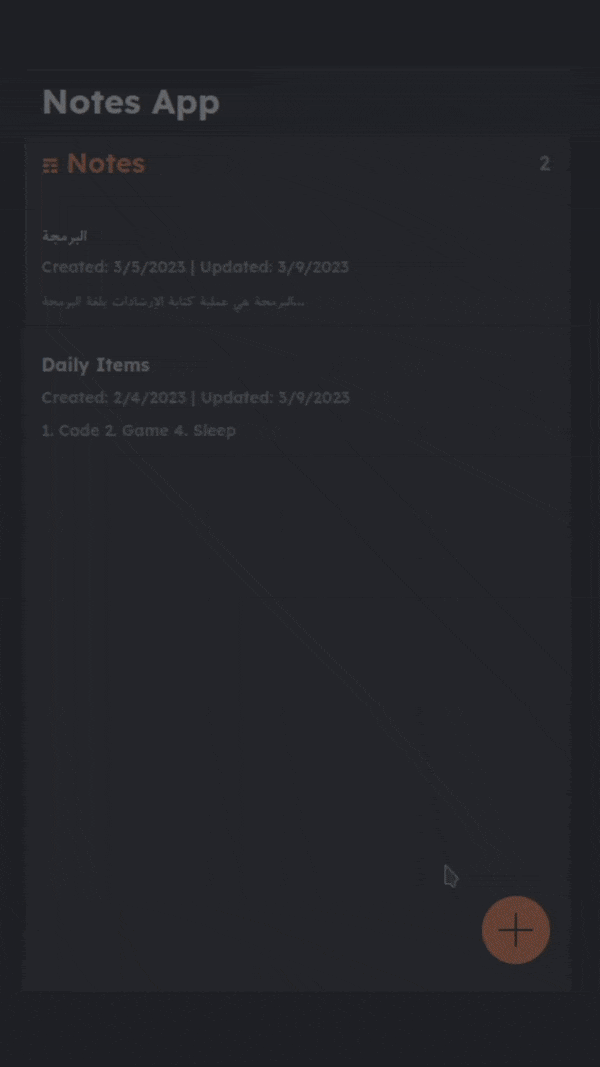 Notes App
Notes
2
البرمجة
Created: 3/5/2023 | Updated: 3/9/2023
البرمجة هي عملية كتابة الإرشادات بلغة البرمجة...
Daily Items
Created: 2/4/2023 | Updated: 3/9/2023
1. Code 2. Game 4. Sleep